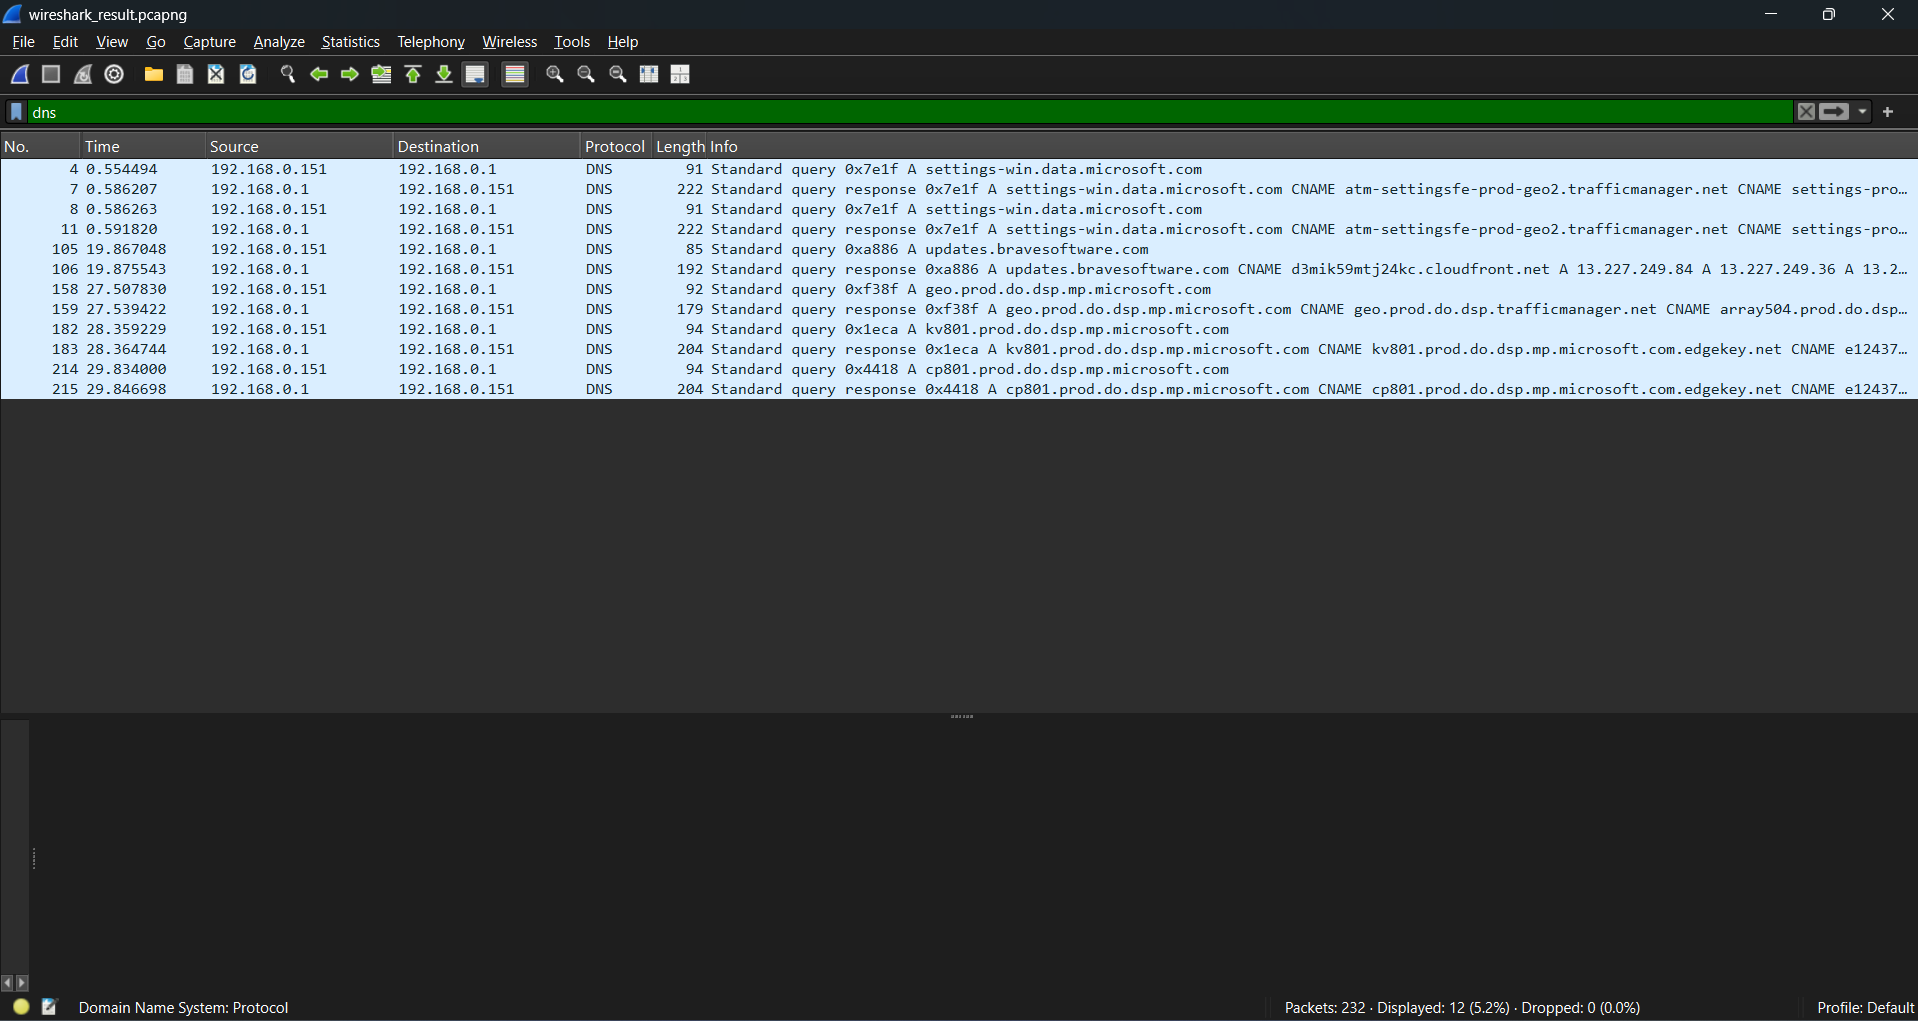 wireshark_result.pcapng
File Edit View Go Capture Analyze Statistics Telephony Wireless Tools Help
dns
No. Time Source Destination Protocol Length Info
4 0.554494 192.168.0.151 192.168.0.1 DNS 91 Standard query 0x7e1f A settings-win.data.microsoft.com
7 0.586207 192.168.0.1 192.168.0.151 DNS 222 Standard query response 0x7e1f A settings-win.data.microsoft.com CNAME atm-settingsfe-prod-geo2.trafficmanager.net CNAME settings-pro…
8 0.586263 192.168.0.151 192.168.0.1 DNS 91 Standard query 0x7e1f A settings-win.data.microsoft.com
11 0.591820 192.168.0.1 192.168.0.151 DNS 222 Standard query response 0x7e1f A settings-win.data.microsoft.com CNAME atm-settingsfe-prod-geo2.trafficmanager.net CNAME settings-pro…
105 19.867048 192.168.0.151 192.168.0.1 DNS 85 Standard query 0xa886 A updates.bravesoftware.com
106 19.875543 192.168.0.1 192.168.0.151 DNS 192 Standard query response 0xa886 A updates.bravesoftware.com CNAME d3mik59mtj24kc.cloudfront.net A 13.227.249.84 A 13.227.249.36 A 13.2…
158 27.507830 192.168.0.151 192.168.0.1 DNS 92 Standard query 0xf38f A geo.prod.do.dsp.mp.microsoft.com
159 27.539422 192.168.0.1 192.168.0.151 DNS 179 Standard query response 0xf38f A geo.prod.do.dsp.mp.microsoft.com CNAME geo.prod.do.dsp.trafficmanager.net CNAME array504.prod.do.dsp…
182 28.359229 192.168.0.151 192.168.0.1 DNS 94 Standard query 0x1eca A kv801.prod.do.dsp.mp.microsoft.com
183 28.364744 192.168.0.1 192.168.0.151 DNS 204 Standard query response 0x1eca A kv801.prod.do.dsp.mp.microsoft.com CNAME kv801.prod.do.dsp.mp.microsoft.com.edgekey.net CNAME e12437…
214 29.834000 192.168.0.151 192.168.0.1 DNS 94 Standard query 0x4418 A cp801.prod.do.dsp.mp.microsoft.com
215 29.846698 192.168.0.1 192.168.0.151 DNS 204 Standard query response 0x4418 A cp801.prod.do.dsp.mp.microsoft.com CNAME cp801.prod.do.dsp.mp.microsoft.com.edgekey.net CNAME e12437…
Domain Name System: Protocol Packets: 232 · Displayed: 12 (5.2%) · Dropped: 0 (0.0%) Profile: Default